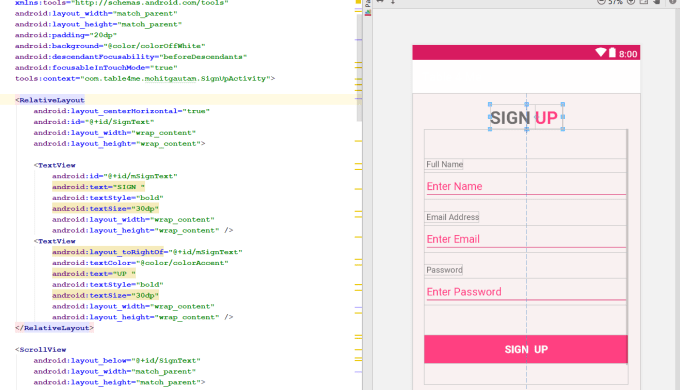 xmlns:tools="http://schemas.android.com/tools"
android:layout_width="match_parent"
android:layout_height="match_parent"
android:padding="20dp"
android:background="@color/colorOffWhite"
android:descendantFocusability="beforeDescendants"
android:focusableInTouchMode="true"
tools:context="com.table4me.mohitgautam.SignUpActivity">
<RelativeLayout
android:layout_centerHorizontal="true"
android:id="@+id/SignText"
android:layout_width="wrap_content"
android:layout_height="wrap_content">
<TextView
android:id="@+id/mSignText"
android:text="SIGN "
android:textStyle="bold"
android:textSize="30dp"
android:layout_width="wrap_content"
android:layout_height="wrap_content" />
<TextView
android:layout_toRightOf="@+id/mSignText"
android:textColor="@color/colorAccent"
android:text="UP "
android:textStyle="bold"
android:textSize="30dp"
android:layout_width="wrap_content"
android:layout_height="wrap_content" />
</RelativeLayout>
<ScrollView
android:layout_below="@+id/SignText"
android:layout_width="match_parent"
android:layout_height="match_parent">
Pa
57%
8:00
SIGN UP
Full Name
Enter Name
Email Address
Enter Email
Password
Enter Password
SIGN UP